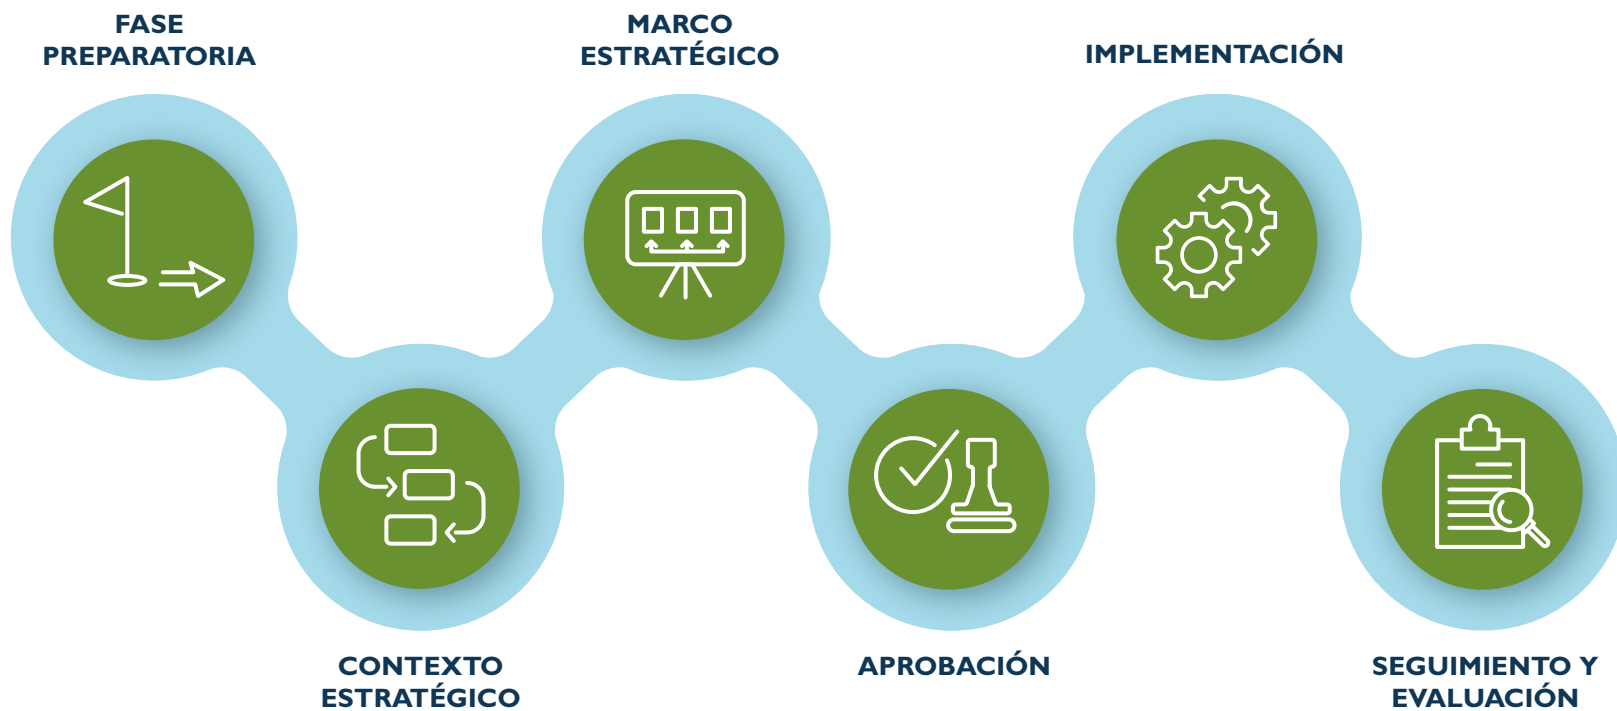 FASE
PREPARATORIA
CONTEXTO
ESTRATÉGICO
MARCO
ESTRATÉGICO
APROBACIÓN
IMPLEMENTACIÓN
SEGUIMIENTO Y
EVALUACIÓN